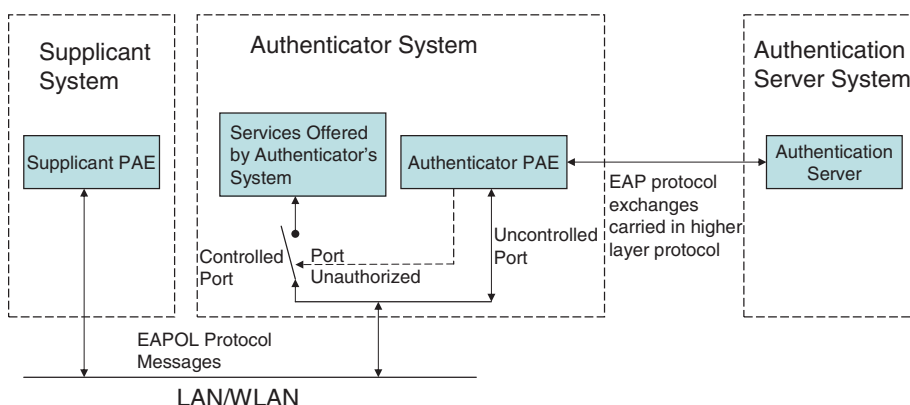 Supplicant
System
Authenticator System
Authentication
Server System
Supplicant PAE
Services Offered
by Authenticator's
System
Authenticator PAE
Authentication
Server
EAP protocol
exchanges
carried in higher
layer protocol
Controlled
Port
Port
Unauthorized
Uncontrolled
Port
EAPOL Protocol
Messages
LAN/WLAN